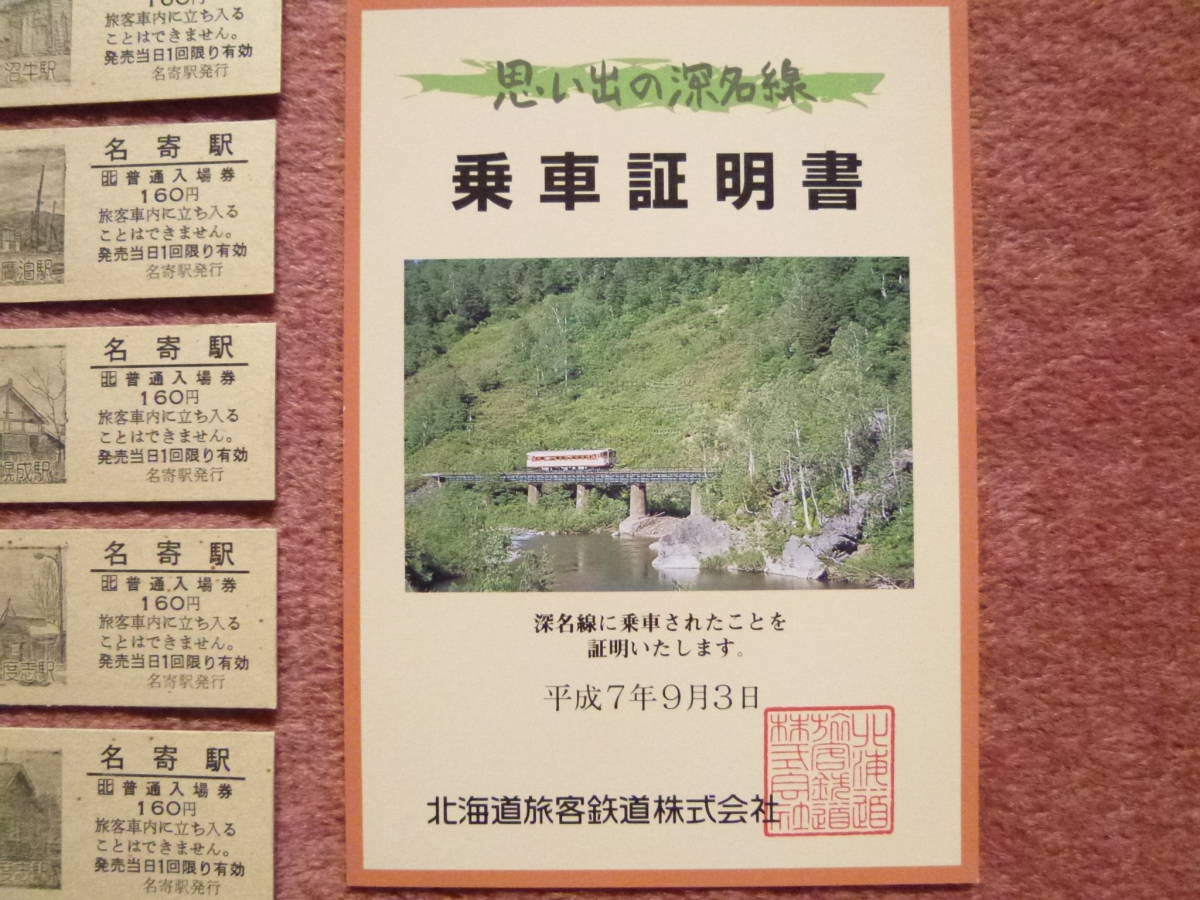 160円
旅客車内に立ち入る
ことはできません。
発売当日1回限り有効
名寄駅発行
沼牛駅
名寄駅
北 普通入場券
160円
旅客車内に立ち入る
ことはできません。
発売当日1回限り有効
名寄駅発行
鷹泊駅
名寄駅
北 普通入場券
160円
旅客車内に立ち入る
ことはできません。
発売当日1回限り有効
名寄駅発行
幌成駅
名寄駅
北 普通入場券
160円
旅客車内に立ち入る
ことはできません。
発売当日1回限り有効
名寄駅発行
度志駅
名寄駅
北 普通入場券
160円
旅客車内に立ち入る
ことはできません。
発売当日1回限り有効
名寄駅発行
思い出の深名線
乗車証明書
深名線に乗車されたことを
証明いたします。
平成7年9月3日
北海道旅客鉄道株式会社
北海道
旅客鉄道
株式会社